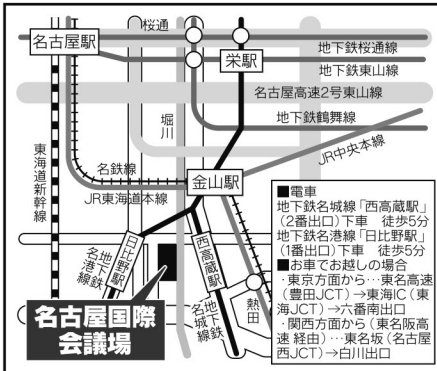 桜通
名古屋駅
栄駅
地下鉄桜通線
地下鉄東山線
名古屋高速2号東山線
地下鉄鶴舞線
堀川
JR中央本線
東海道新幹線
名鉄線
金山駅
JR東海道本線
日比野駅
西高蔵駅
地下鉄
名港線
地下鉄
名城線
熱田
名古屋国際
会議場
■電車
地下鉄名城線「西高蔵駅」
(2番出口)下車 徒歩5分
地下鉄名港線「日比野駅」
(1番出口)下車 徒歩5分
■お車でお越しの場合
・東京方面から…東名高速
(豊田JCT)→東海IC(東
海JCT)→六番南出口
・関西方面から(東名阪高
速 経由)…東名坂(名古屋
西JCT)→白川出口